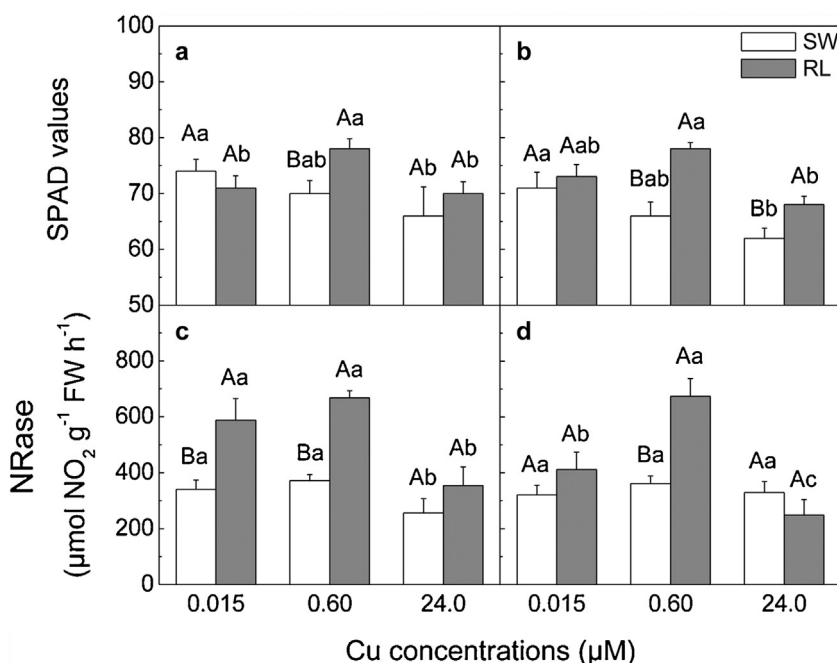 100
90
80
70
60
50
SPAD values
a
Aa
Ab
Bab
Aa
Ab
Ab
b
SW
RL
Aa
Aab
Bab
Aa
Bb
Ab
800
600
400
200
0
NRase
(µmol NO₂ g⁻¹ FW h⁻¹)
c
Ba
Aa
Ba
Aa
Ab
Ab
d
Aa
Ab
Ba
Aa
Aa
Ac
0.015 0.60 24.0 0.015 0.60 24.0
Cu concentrations (µM)